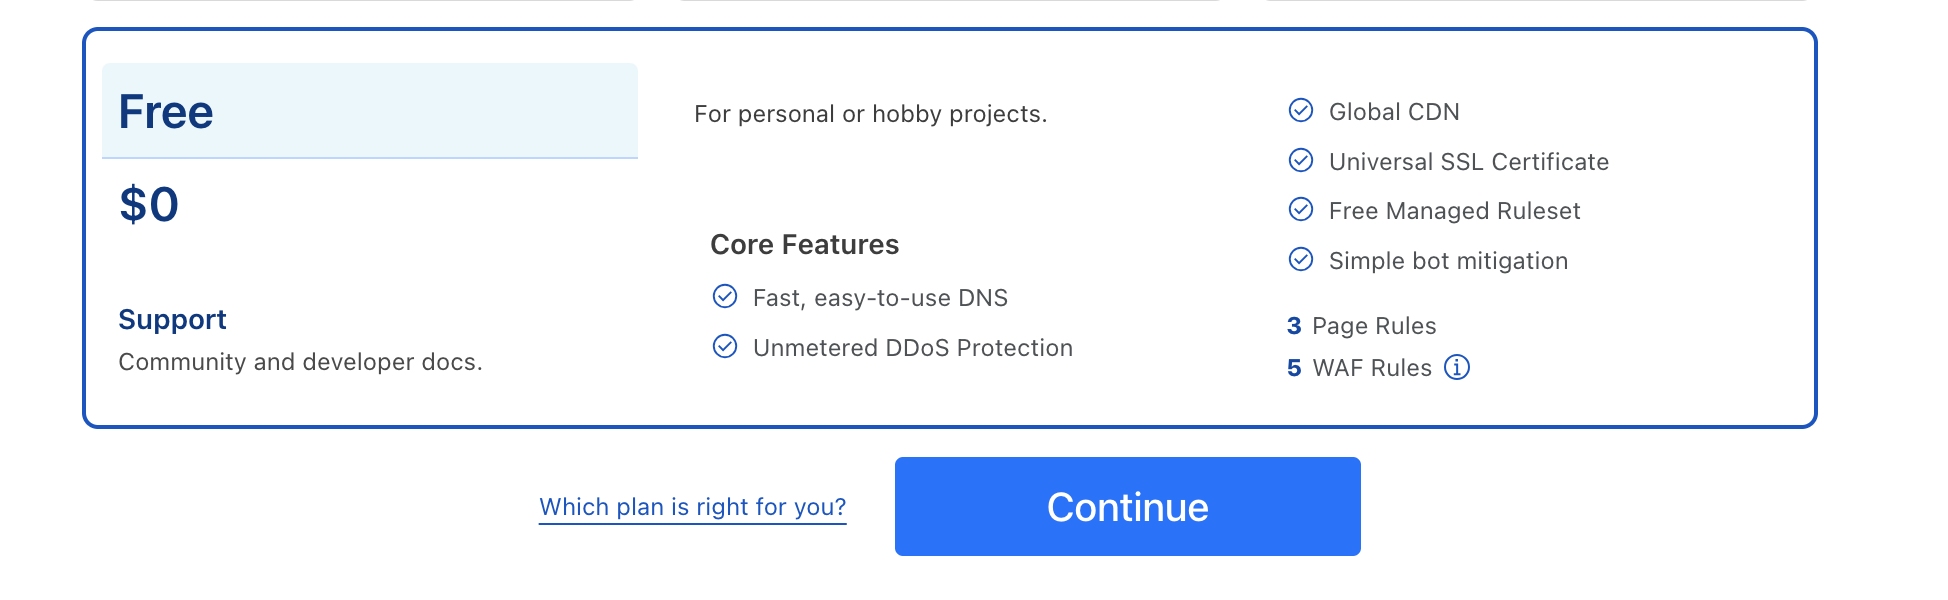 Free
$0
Support
Community and developer docs.
For personal or hobby projects.
Core Features
Fast, easy-to-use DNS
Unmetered DDoS Protection
Global CDN
Universal SSL Certificate
Free Managed Ruleset
Simple bot mitigation
3 Page Rules
5 WAF Rules
Which plan is right for you?
Continue